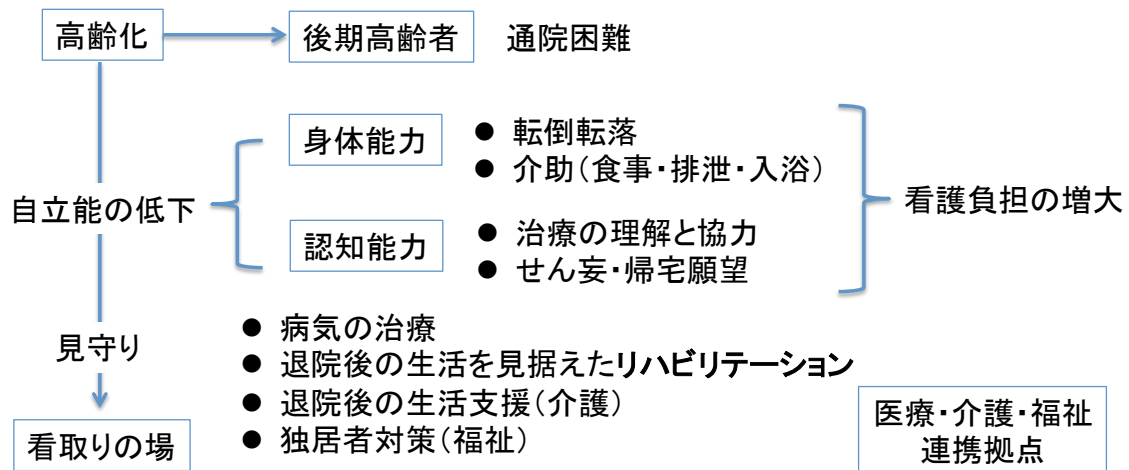 高齢化
後期高齢者
通院困難
身体能力
● 転倒転落
● 介助(食事・排泄・入浴)
自立能の低下
看護負担の増大
認知能力
● 治療の理解と協力
● せん妄・帰宅願望
見守り
● 病気の治療
● 退院後の生活を見据えたリハビリテーション
● 退院後の生活支援(介護)
● 独居者対策(福祉)
看取りの場
医療・介護・福祉
連携拠点